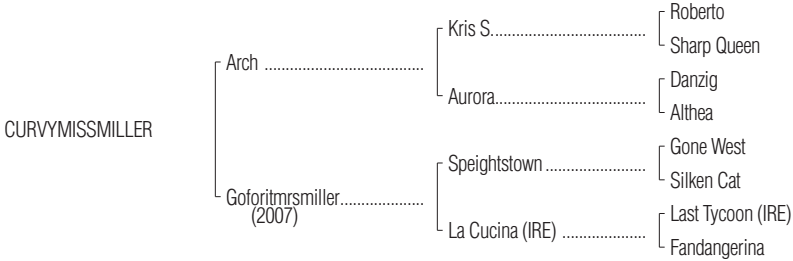 Roberto
Kris S.
Sharp Queen
Arch
Danzig
Aurora
Althea
CURVYMISSMILLER
Gone West
Speightstown
Silken Cat
Goforitmrsmiller
(2007)
Last Tycoon (IRE)
La Cucina (IRE)
Fandangerina